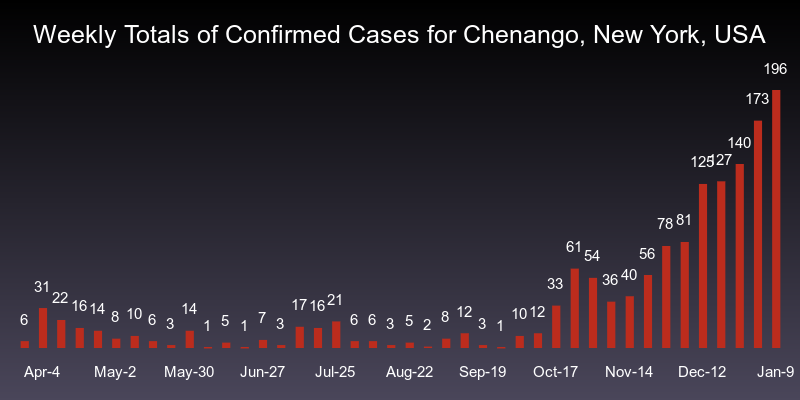 Weekly Totals of Confirmed Cases for Chenango, New York, USA
6 31 22 16 14 8 10 6 3 14 1 5 1 7 3 17 16 21 6 6 3 5 2 8 12 3 1 10 12 33 61 54 36 40 56 78 81 125 127 140 173 196
Apr-4 May-2 May-30 Jun-27 Jul-25 Aug-22 Sep-19 Oct-17 Nov-14 Dec-12 Jan-9